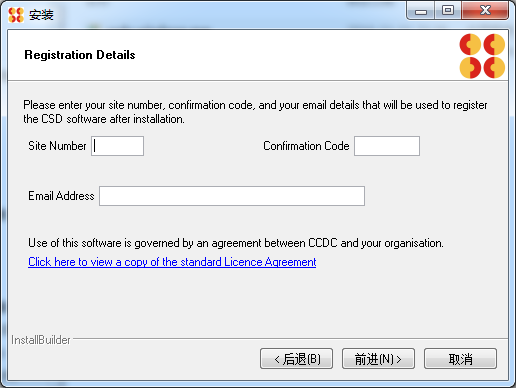 安装
Registration Details
Please enter your site number, confirmation code, and your email details that will be used to register
the CSD software after installation.
Site Number
Confirmation Code
Email Address
Use of this software is governed by an agreement between CCDC and your organisation.
Click here to view a copy of the standard Licence Agreement
InstallBuilder
< 后退(B)
前进(N) >
取消